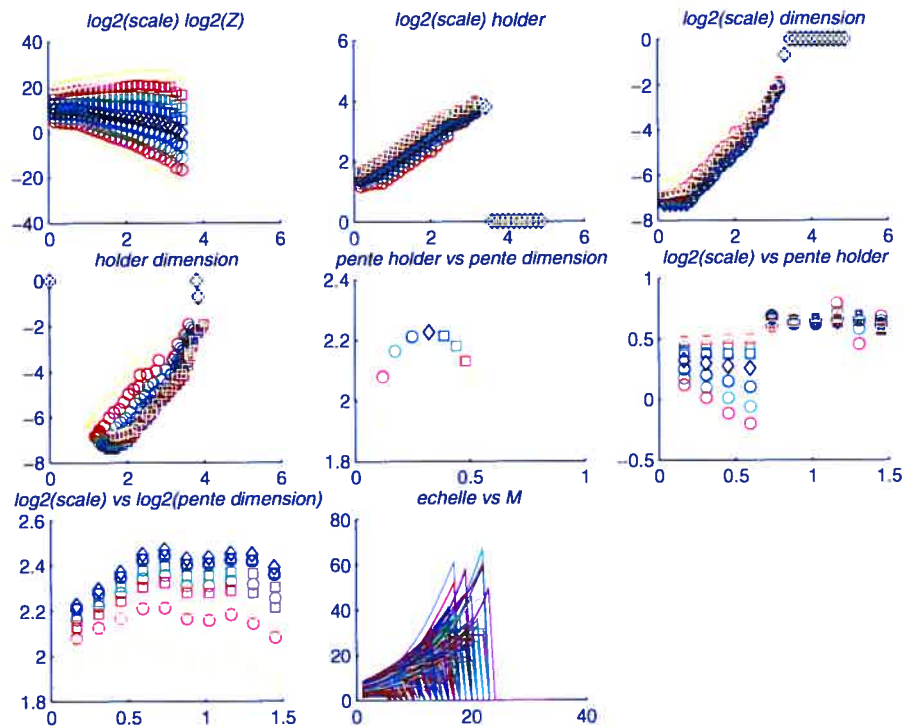 log2(scale) log2(Z)
40
20
0
−20
−40
0 2 4 6
log2(scale) holder
6
4
2
0
0 2 4 6
log2(scale) dimension
0
−2
−4
−6
−8
0 2 4 6
holder dimension
0
−2
−4
−6
−8
0 2 4 6
pente holder vs pente dimension
2.4
2.2
2
1.8
0 0.5 1
log2(scale) vs pente holder
1
0.5
0
−0.5
0 0.5 1 1.5
log2(scale) vs log2(pente dimension)
2.6
2.4
2.2
2
1.8
0 0.5 1 1.5
echelle vs M
80
60
40
20
0
0 20 40